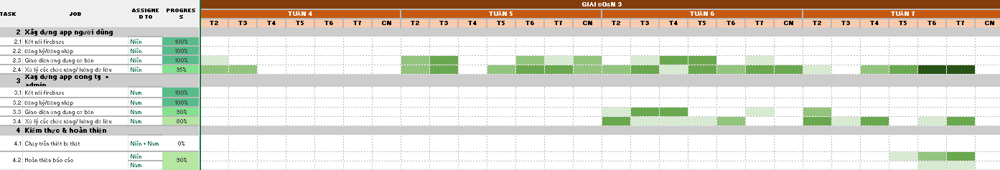 GIAI ĐOẠN 3
TASK JOB ASSIGNE D TO PROGRES S TUẦN 4 TUẦN 5 TUẦN 6 TUẦN 7
T2 T3 T4 T5 T6 T7 CN T2 T3 T4 T5 T6 T7 CN T2 T3 T4 T5 T6 T7 CN T2 T3 T4 T5 T6 T7 CN
2 Xây dựng app người dùng
2.1 Kết nối firebase Niên 100%
2.2 Đăng ký/Đăng nhập Niên 100%
2.3 Giao diện ứng dụng cơ bản Niên 100%
2.4 Xử lý các chức năng/ luồng dữ liệu Niên 95%
3 Xây dựng app công ty + admin
3.1 Kết nối firebase Nam 100%
3.2 Đăng ký/Đăng nhập Nam 100%
3.3 Giao diện ứng dụng cơ bản Nam 90%
3.4 Xử lý các chức năng/ luồng dữ liệu Nam 80%
4 Kiểm thực & hoàn thiện
4.1 Chạy trên thiết bị thật Niên + Nam 0%
4.2 Hoàn thiện báo cáo Niên 90%
Nam